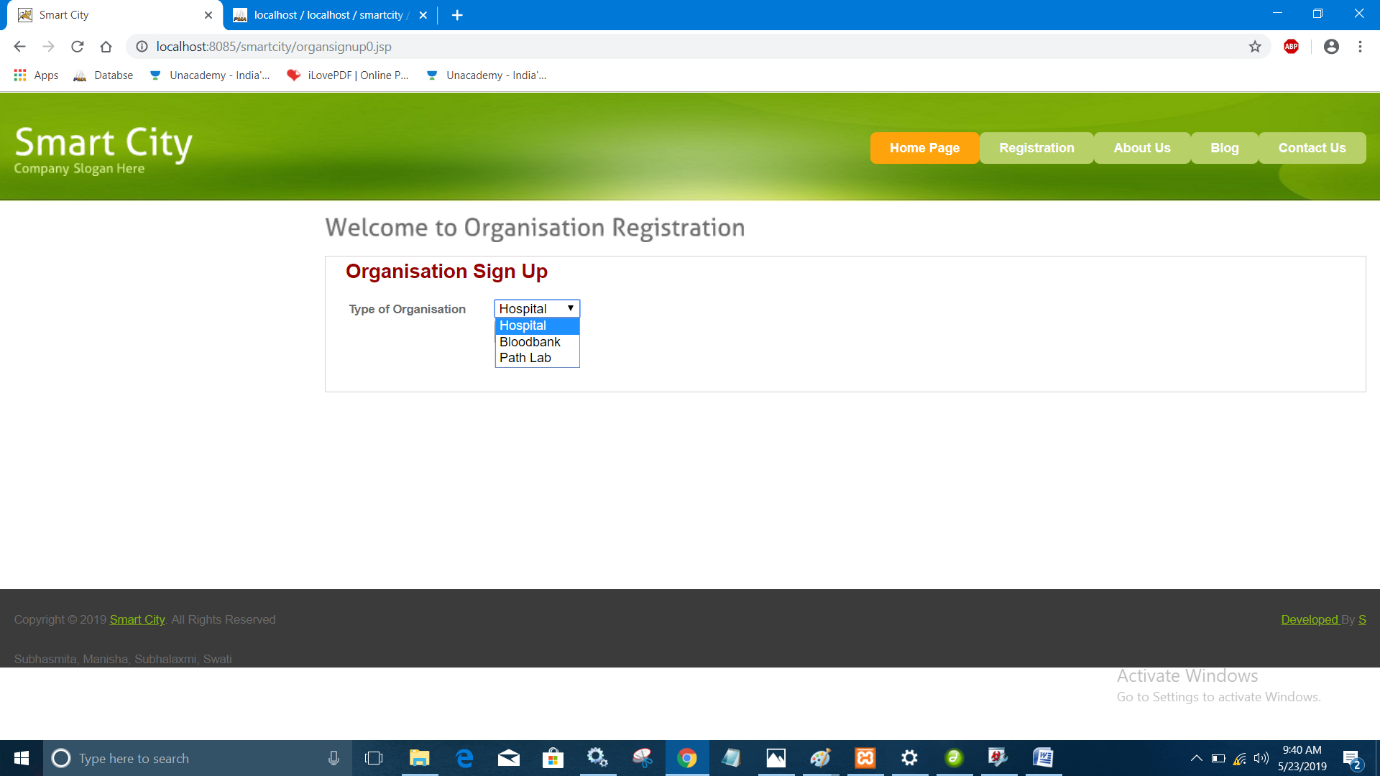 Smart City
localhost / localhost / smartcity /
localhost:8085/smartcity/organsignup0.jsp
ABP
Apps Databse Unacademy - India'... iLovePDF | Online P... Unacademy - India'...
Smart City
Company Slogan Here
Home Page Registration About Us Blog Contact Us
Welcome to Organisation Registration
Organisation Sign Up
Type of Organisation Hospital
Hospital
Bloodbank
Path Lab
Copyright © 2019 Smart City. All Rights Reserved
Developed By S
Subhasmita, Manisha, Subhalaxmi, Swati
Activate Windows
Go to Settings to activate Windows.
Type here to search
9:40 AM
5/23/2019
2